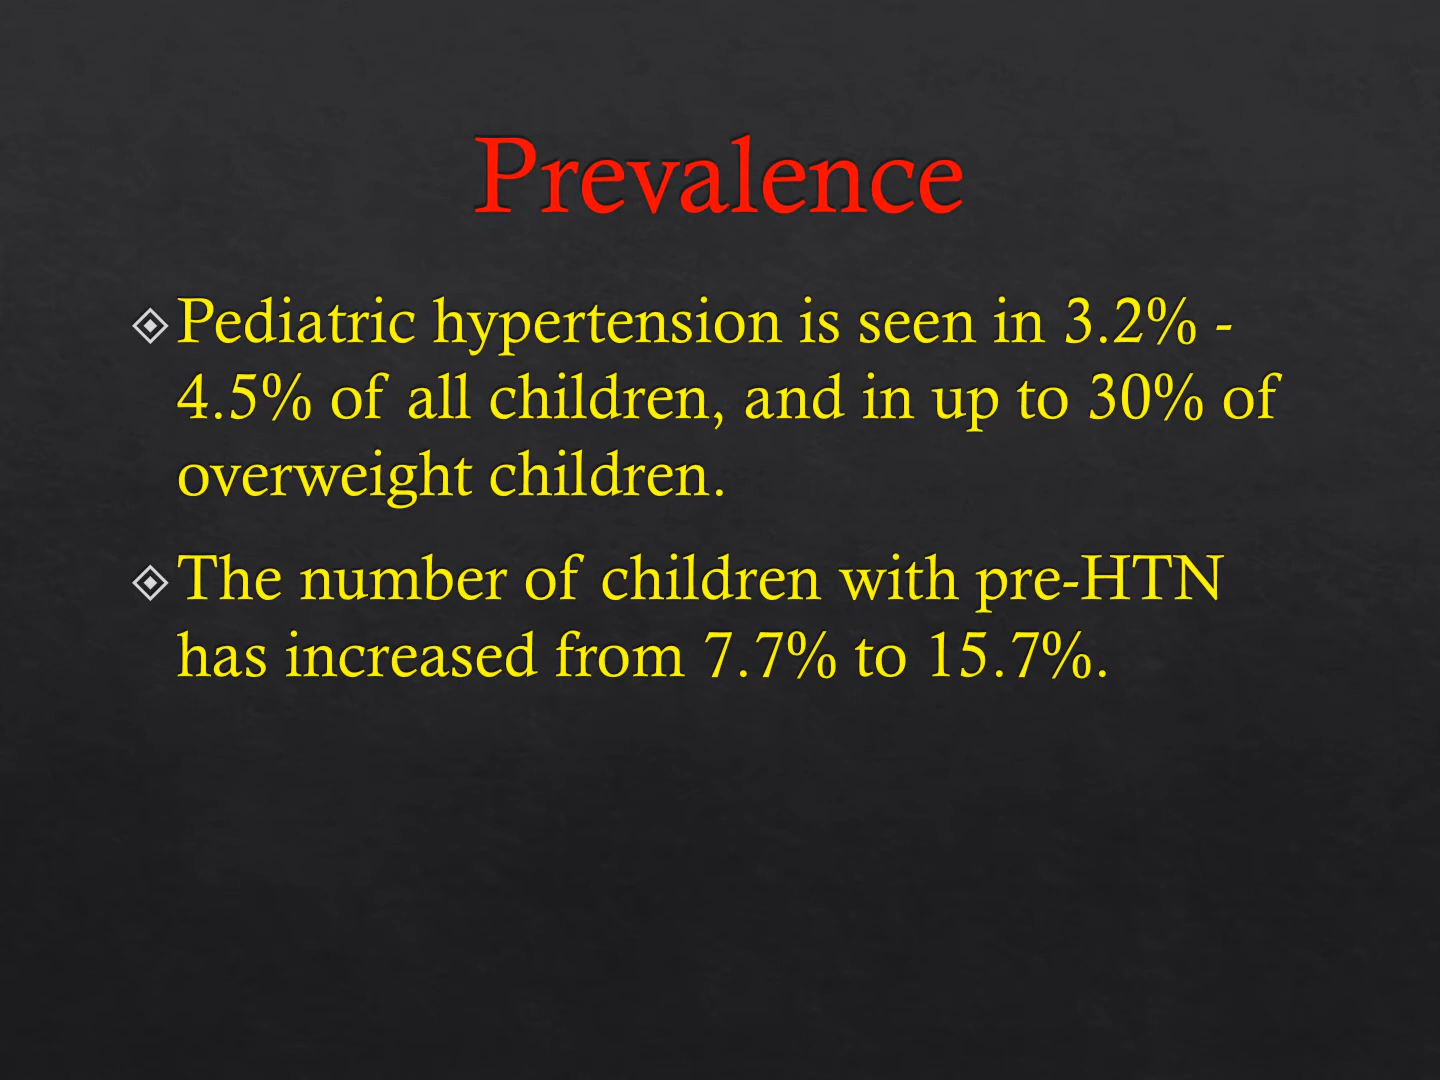 Prevalence
Pediatric hypertension is seen in 3.2% -
4.5% of all children, and in up to 30% of
overweight children.
The number of children with pre-HTN
has increased from 7.7% to 15.7%.